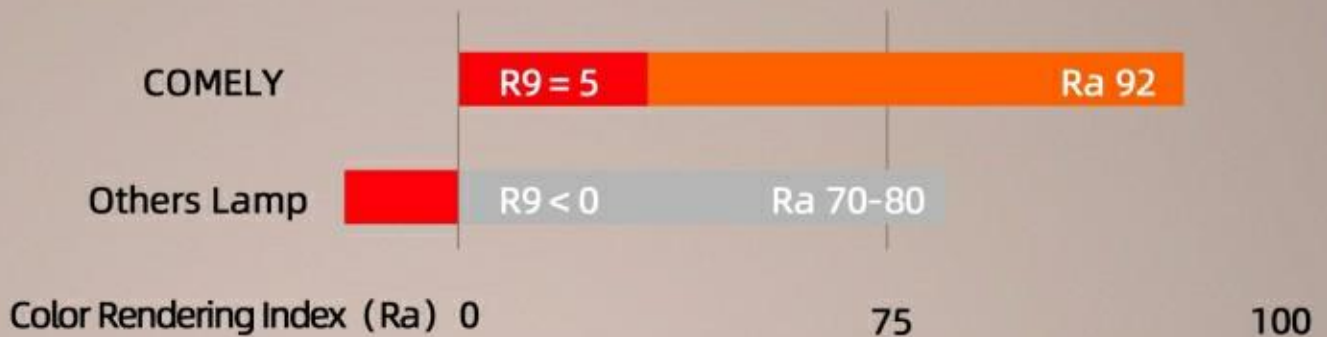 COMELY R9 = 5 Ra 92
Others Lamp R9 < 0 Ra 70-80
Color Rendering Index（Ra）0 75 100